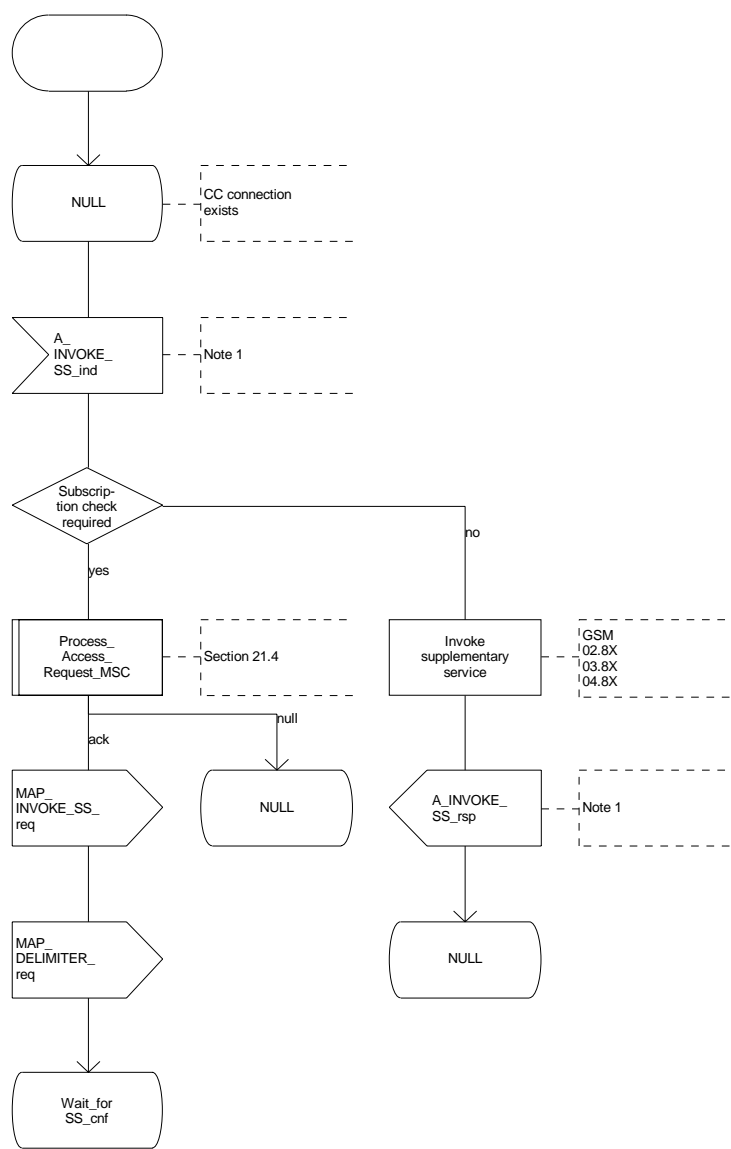 NULL
CC connection
exists
A_
INVOKE_
SS_ind
Note 1
Subscrip-
tion check
required
no
yes
Process_
Access_
Request_MSC
Section 21.4
Invoke
supplementary
service
GSM
02.8X
03.8X
04.8X
null
ack
MAP_
INVOKE_SS_
req
NULL
A_INVOKE_
SS_rsp
Note 1
MAP_
DELIMITER_
req
NULL
Wait_for
SS_cnf